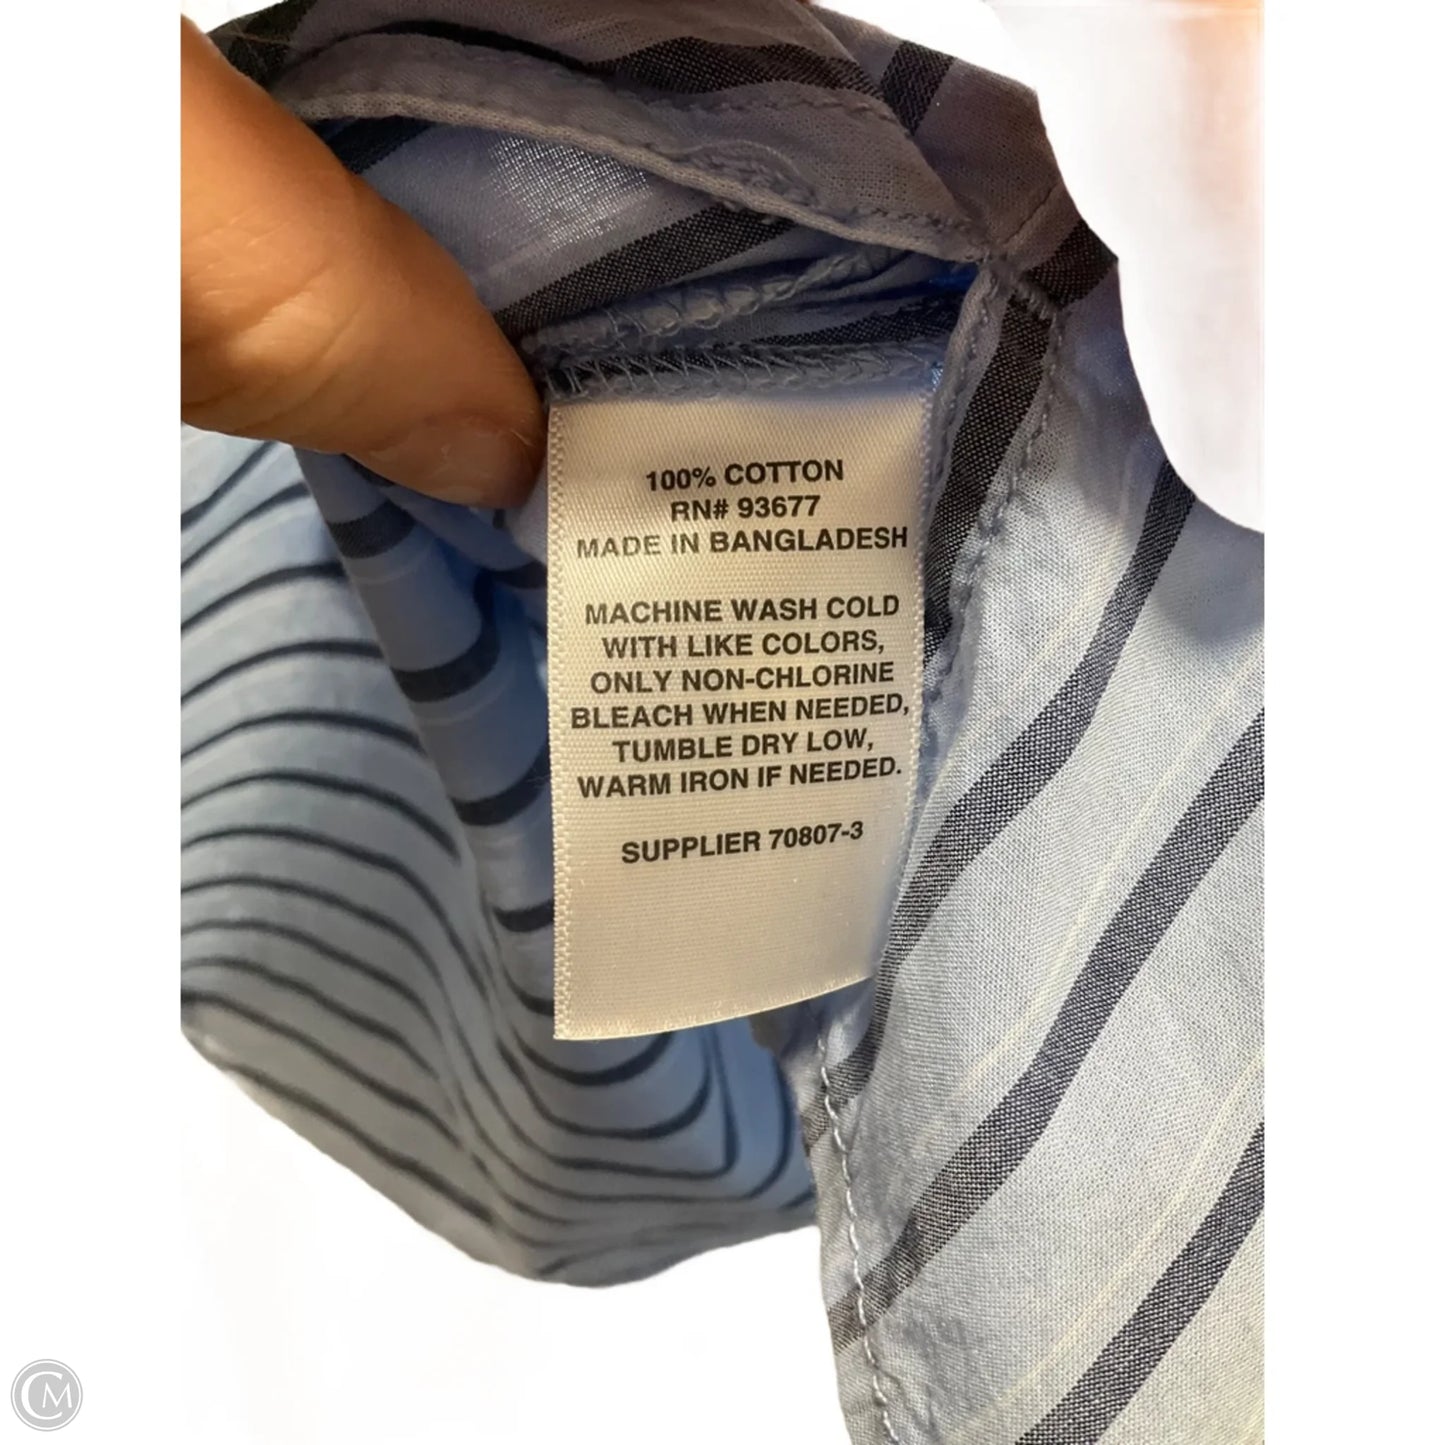 100% COTTON
RN# 93677
MADE IN BANGLADESH
MACHINE WASH COLD
WITH LIKE COLORS,
ONLY NON-CHLORINE
BLEACH WHEN NEEDED,
TUMBLE DRY LOW,
WARM IRON IF NEEDED.
SUPPLIER 70807-3
CM